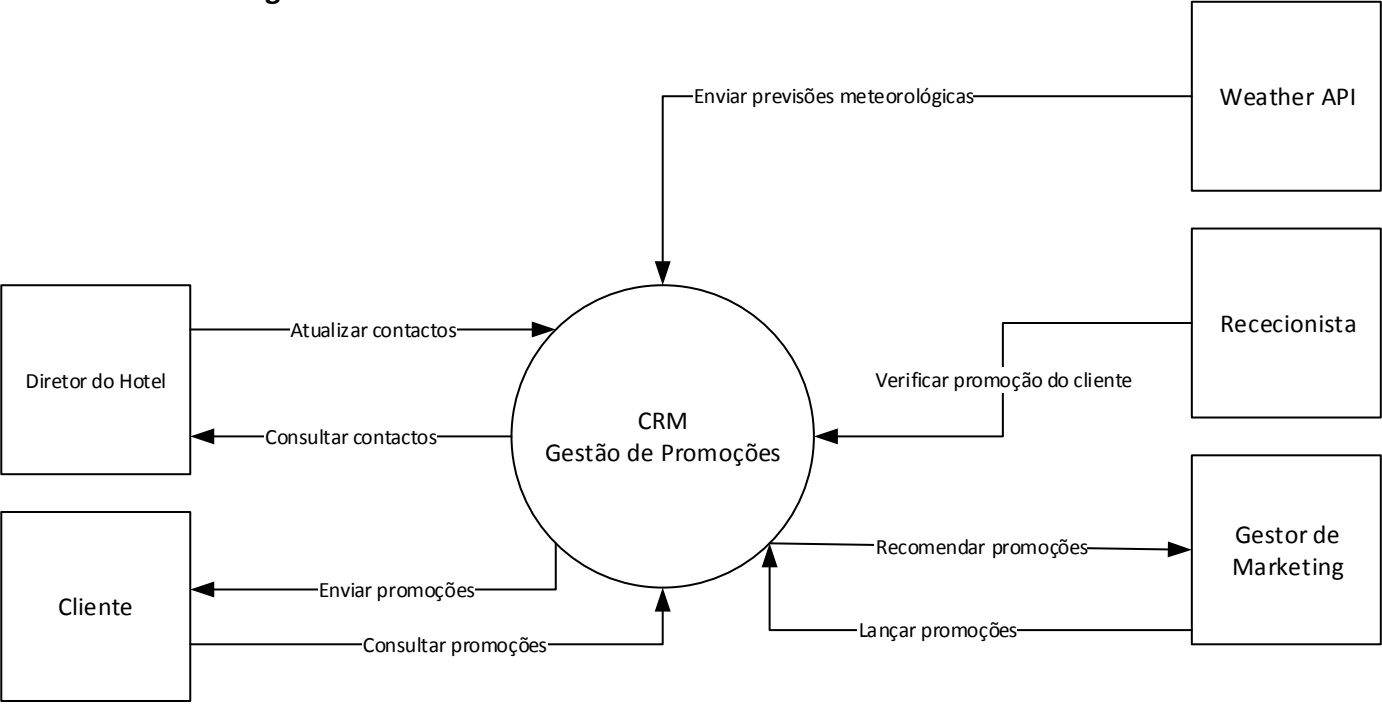 Enviar previsões meteorológicas
Weather API
Rececionista
Atualizar contactos
Diretor do Hotel
Verificar promoção do cliente
CRM
Gestão de Promoções
Consultar contactos
Gestor de
Marketing
Recomendar promoções
Enviar promoções
Cliente
Lançar promoções
Consultar promoções